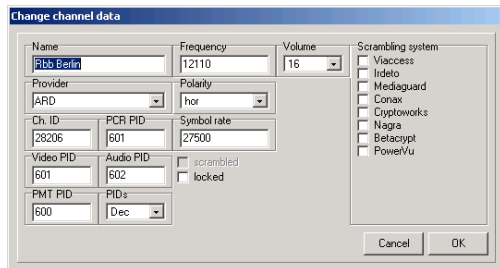 Change channel data
Name
Rbb Berlin
Frequency
12110
Volume
16
Provider
ARD
Polarity
hor
Ch. ID
28206
PCR PID
601
Symbol rate
27500
Video PID
601
Audio PID
602
scrambled
locked
PMT PID
600
PIDs
Dec
Scrambling system
Viaccess
Irdeto
Mediaguard
Conax
Cryptoworks
Nagra
Betacrypt
PowerVu
Cancel
OK